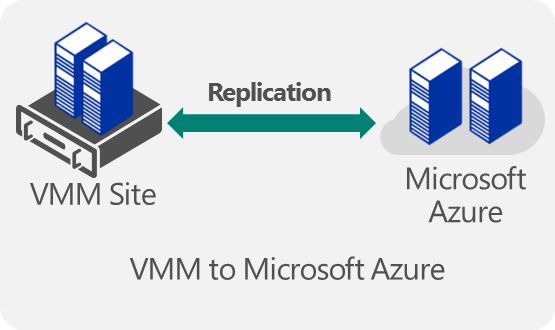 Replication
VMM Site
Microsoft
Azure
VMM to Microsoft Azure